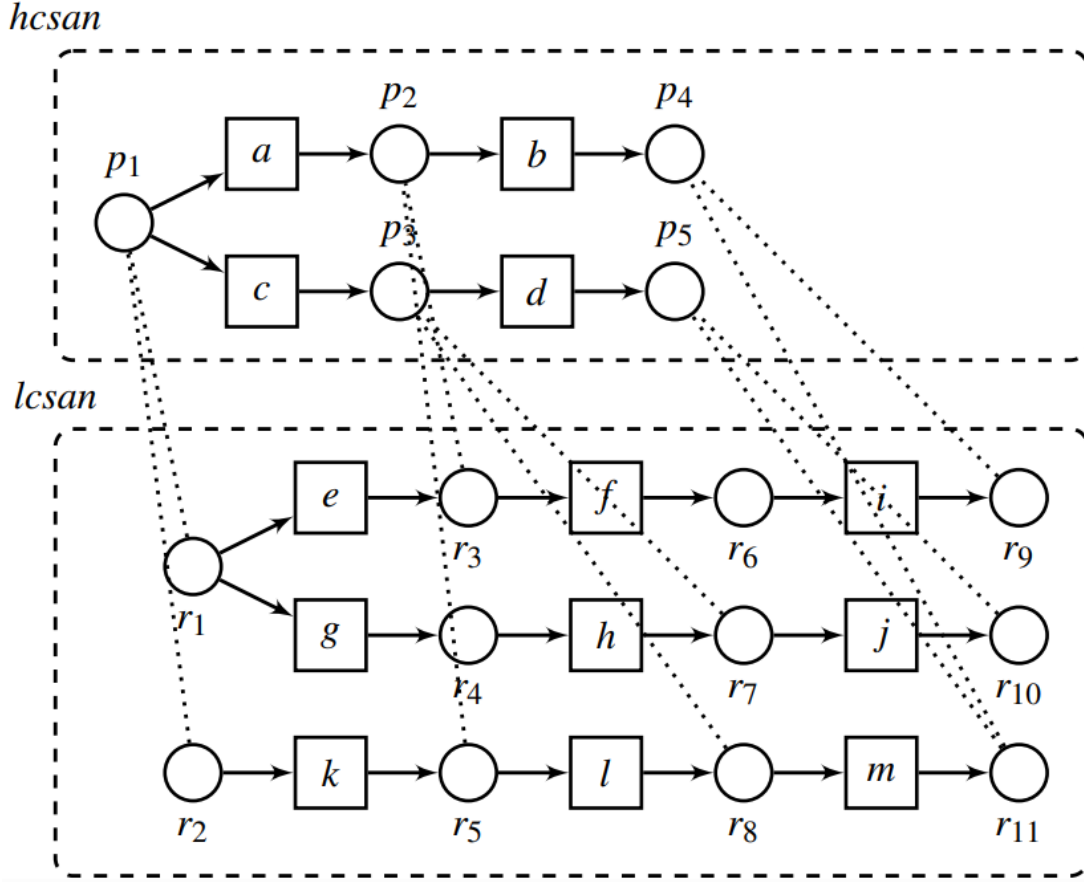 hcsan
p₂ p₄
p₁ a b
p₃ p₅
c d
lcsan
e f i
r₃ r₆ r₉
r₁ g h j
r₄ r₇ r₁₀
k l m
r₂ r₅ r₈ r₁₁